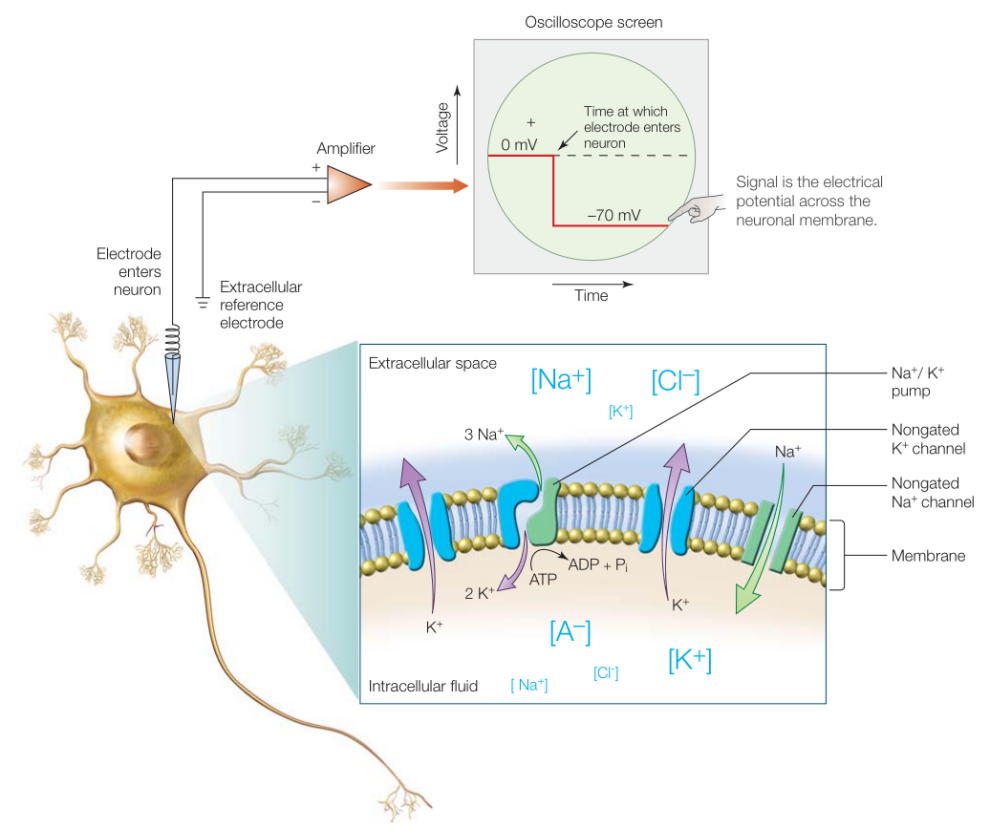 Oscilloscope screen
Voltage
+
0 mV
Time at which
electrode enters
neuron
–70 mV
Time
Signal is the electrical
potential across the
neuronal membrane.
Amplifier
+
–
Electrode
enters
neuron
Extracellular
reference
electrode
Extracellular space
[Na⁺]
[Cl⁻]
[K⁺]
Na⁺/ K⁺
pump
3 Na⁺
Nongated
K⁺ channel
Na⁺
Nongated
Na⁺ channel
Membrane
ADP + Pᵢ
ATP
2 K⁺
K⁺
K⁺
[A⁻]
[K⁺]
[Cl⁻]
[ Na⁺]
Intracellular fluid